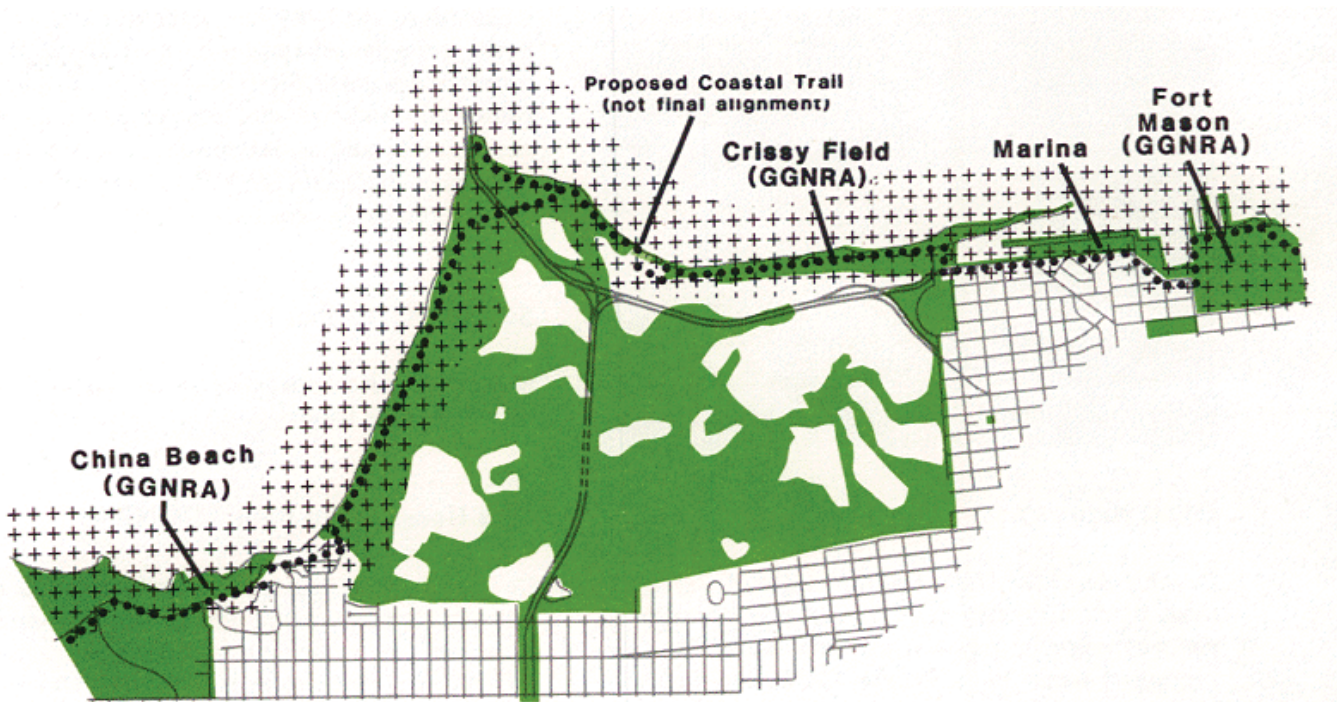 Proposed Coastal Trail
(not final alignment)
Fort
Mason
(GGNRA)
Crissy Field
(GGNRA)
Marina
China Beach
(GGNRA)